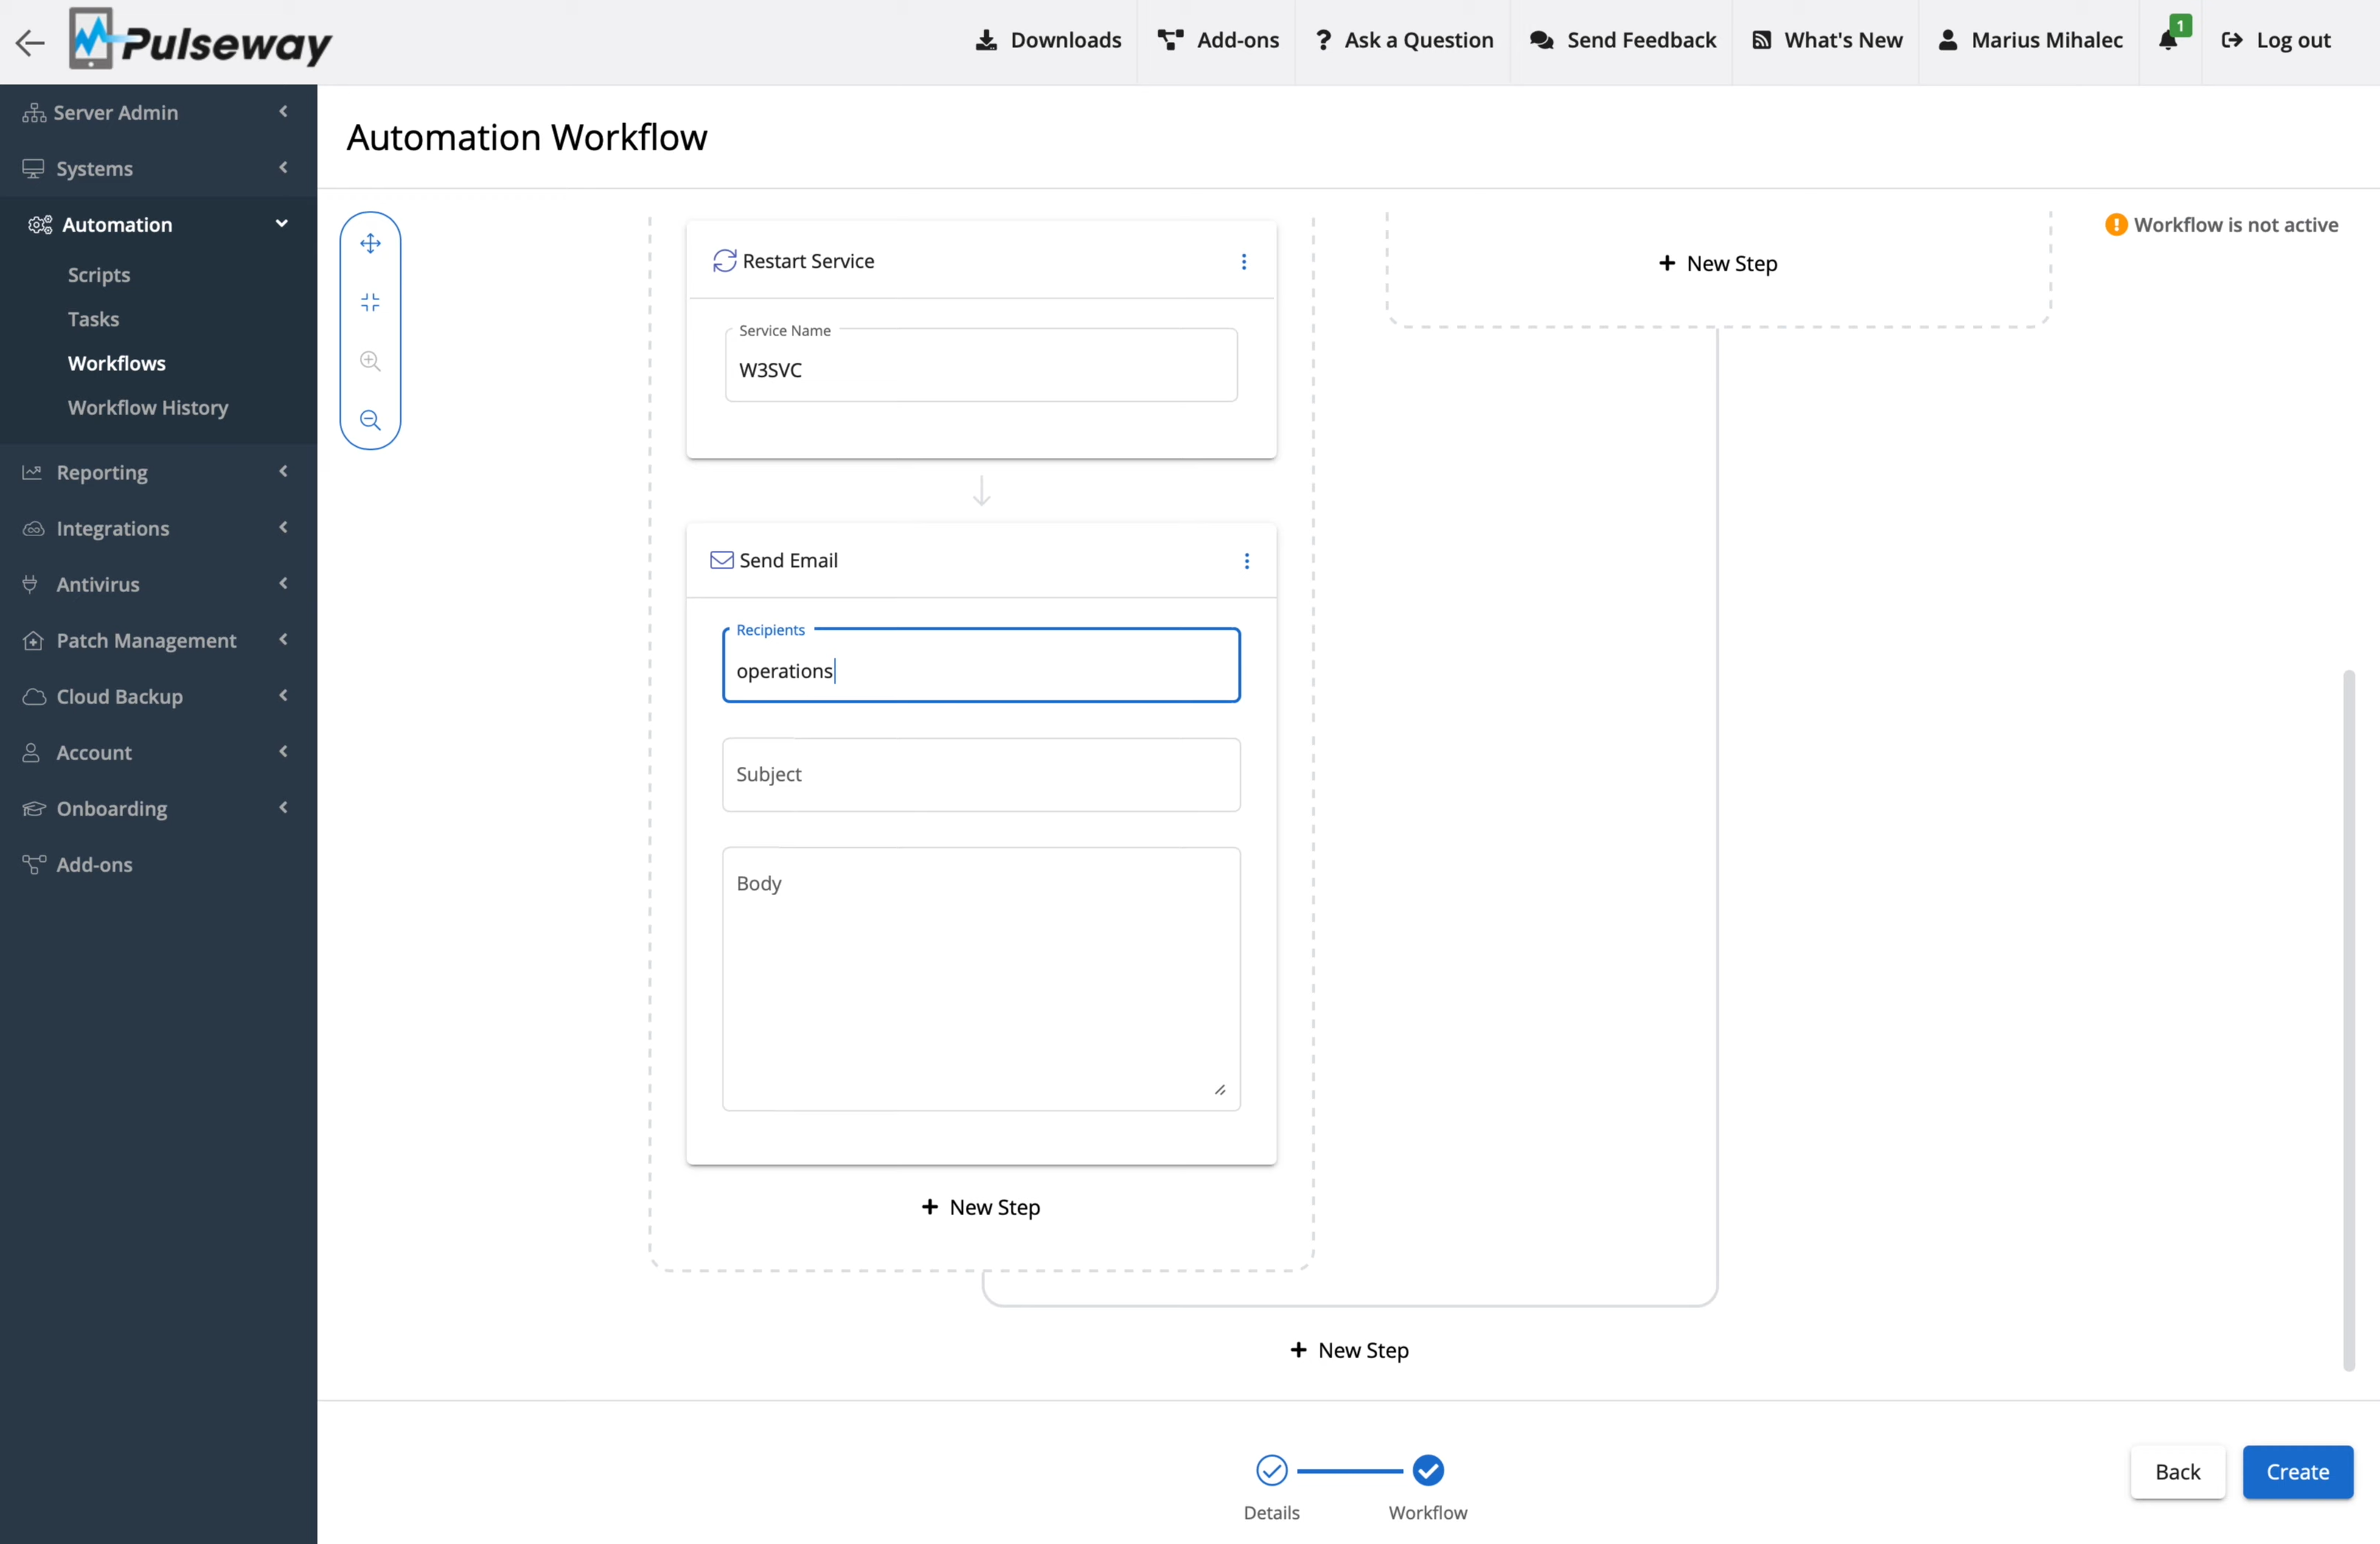 Pulseway
Downloads
Add-ons
? Ask a Question
Send Feedback
What's New
Marius Mihalec
1
Log out
Server Admin
Systems
Automation
Scripts
Tasks
Workflows
Workflow History
Reporting
Integrations
Antivirus
Patch Management
Cloud Backup
Account
Onboarding
Add-ons
Automation Workflow
Workflow is not active
Restart Service
Service Name
W3SVC
+ New Step
Send Email
Recipients
operations
Subject
Body
+ New Step
+ New Step
Details
Workflow
Back
Create